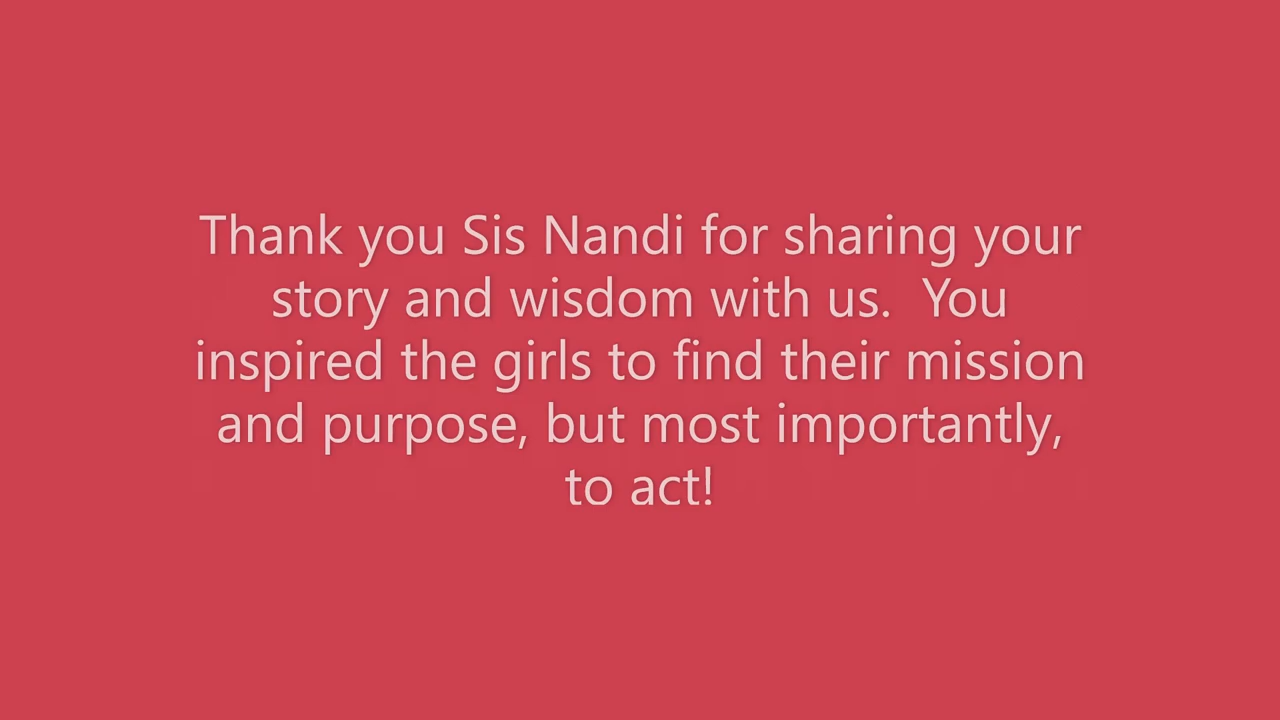 Thank you Sis Nandi for sharing your
story and wisdom with us.  You
inspired the girls to find their mission
and purpose, but most importantly,
to act!